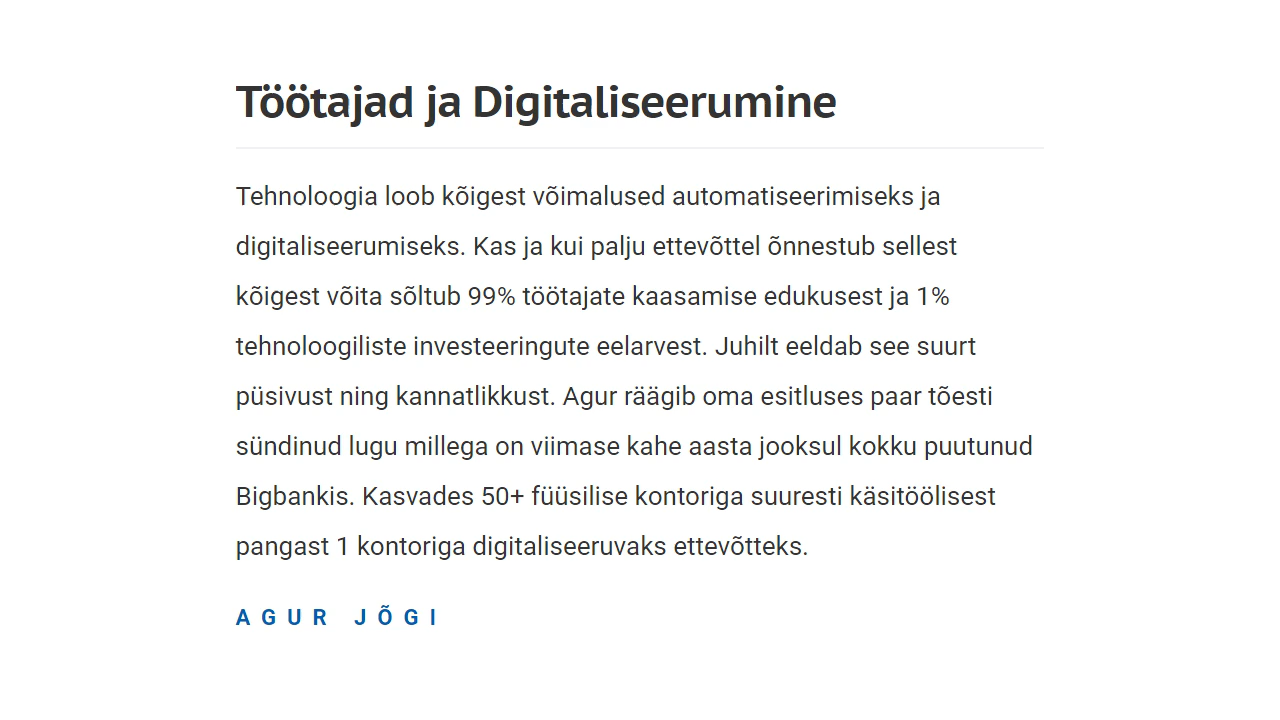 Töötajad ja Digitaliseerumine
Tehnoloogia loob kõigest võimalused automatiseerimiseks ja
digitaliseerumiseks. Kas ja kui palju ettevõttel õnnestub sellest
kõigest võita sõltub 99% töötajate kaasamise edukusest ja 1%
tehnoloogiliste investeeringute eelarvest. Juhilt eeldab see suurt
püsivust ning kannatlikkust. Agur räägib oma esitluses paar tõesti
sündinud lugu millega on viimase kahe aasta jooksul kokku puutunud
Bigbankis. Kasvades 50+ füüsilise kontoriga suuresti käsitöölisest
pangast 1 kontoriga digitaliseeruvaks ettevõtteks.
AGUR JÕGI